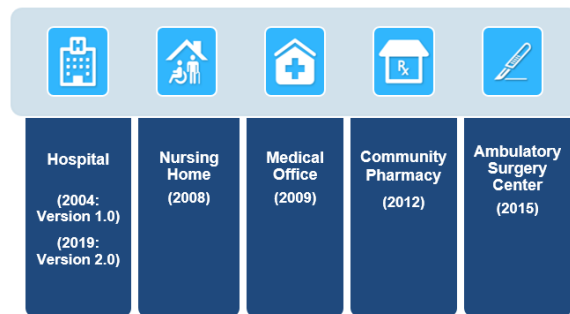 H
Rx
Hospital
(2004:
Version 1.0)
(2019:
Version 2.0)
Nursing
Home
(2008)
Medical
Office
(2009)
Community
Pharmacy
(2012)
Ambulatory
Surgery
Center
(2015)